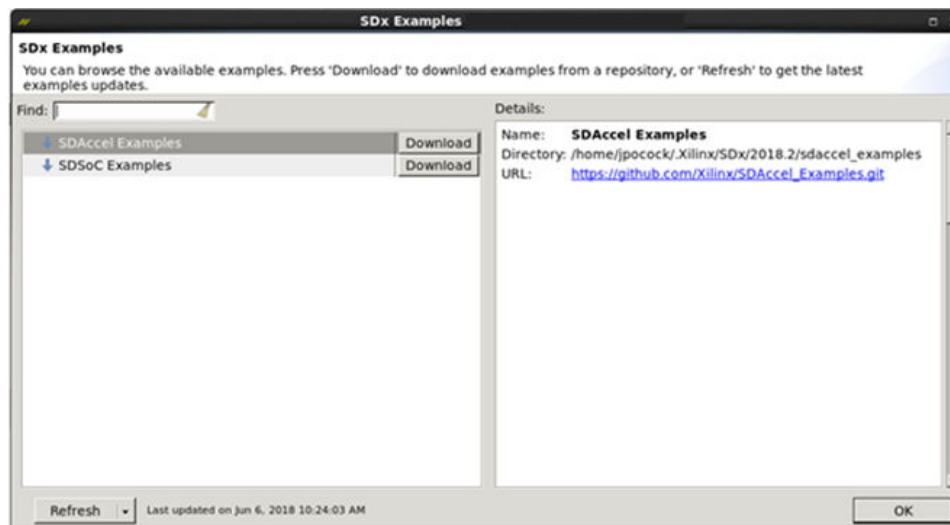 SDx Examples
SDx Examples
You can browse the available examples. Press 'Download' to download examples from a repository, or 'Refresh' to get the latest
examples updates.
Find:
SDAccel Examples Download
SDSoC Examples Download
Details:
Name: SDAccel Examples
Directory: /home/jpocock/.Xilinx/SDx/2018.2/sdaccel_examples
URL: https://github.com/Xilinx/SDAccel_Examples.git
Refresh Last updated on Jun 6, 2018 10:24:03 AM
OK